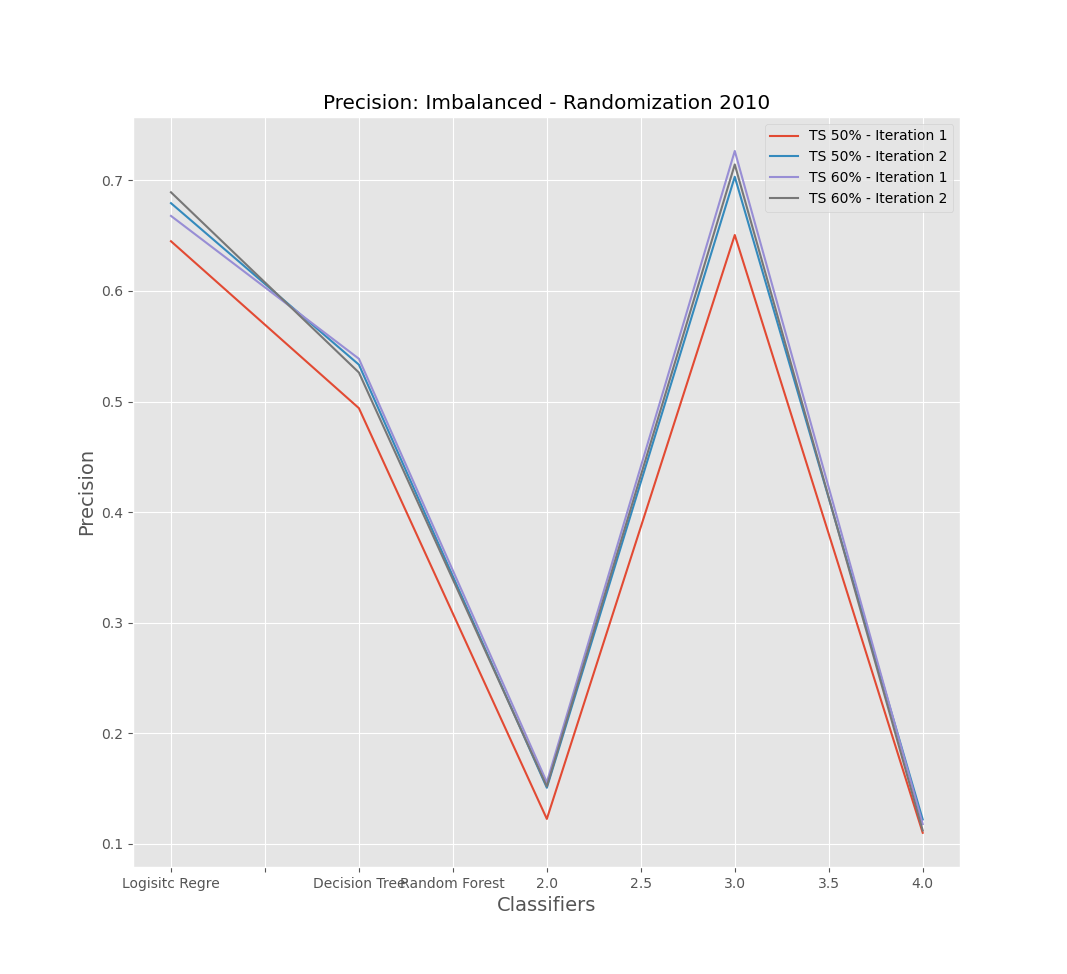 Precision: Imbalanced - Randomization 2010
TS 50% - Iteration 1
TS 50% - Iteration 2
TS 60% - Iteration 1
TS 60% - Iteration 2
0.7
0.6
0.5
0.4
0.3
0.2
0.1
Precision
Logisitc Regre Decision Tree Random Forest 2.0 2.5 3.0 3.5 4.0
Classifiers